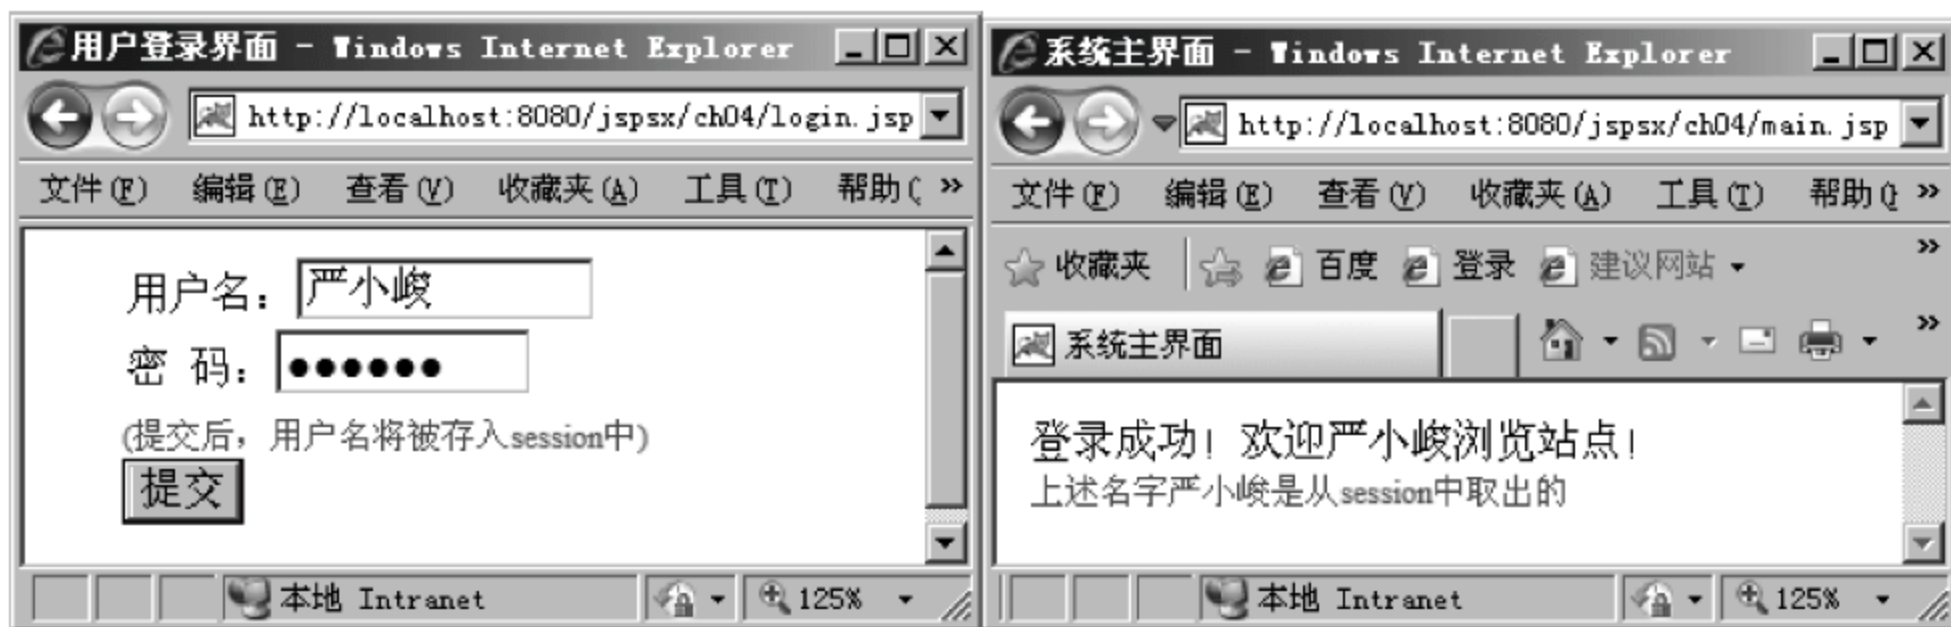 用户登录界面 - Windows Internet Explorer
http://localhost:8080/jspsx/ch04/login.jsp
文件(F) 编辑(E) 查看(V) 收藏夹(A) 工具(T) 帮助( »
用户名：严小峻
密 码：●●●●●●
(提交后，用户名将被存入session中)
提交
本地 Intranet 125%
系统主界面 - Windows Internet Explorer
http://localhost:8080/jspsx/ch04/main.jsp
文件(F) 编辑(E) 查看(V) 收藏夹(A) 工具(T) 帮助( »
收藏夹 百度 登录 建议网站 »
系统主界面 »
登录成功！欢迎严小峻浏览站点！
上述名字严小峻是从session中取出的
本地 Intranet 125%